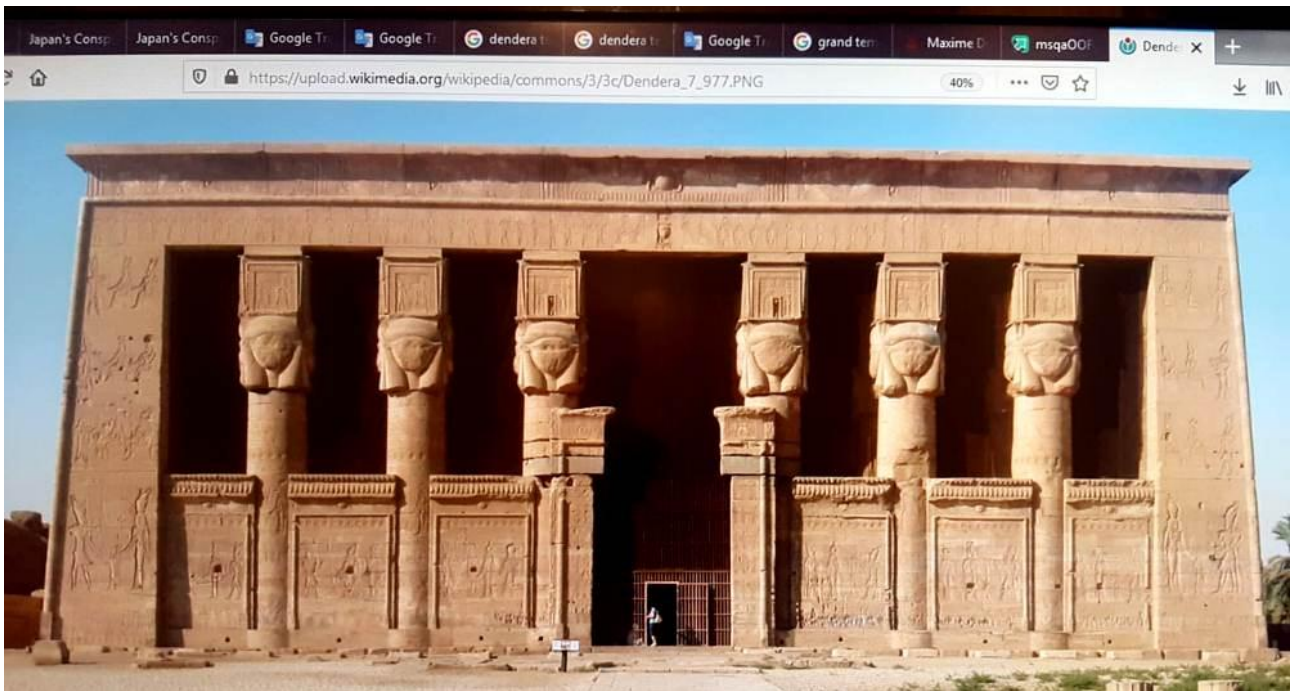 Japan's Consp Japan's Consp Google Tr Google Tr dendera t dendera te Google Tr grand tem Maxime D msqaOOF Dende
https://upload.wikimedia.org/wikipedia/commons/3/3c/Dendera_7_977.PNG 40%